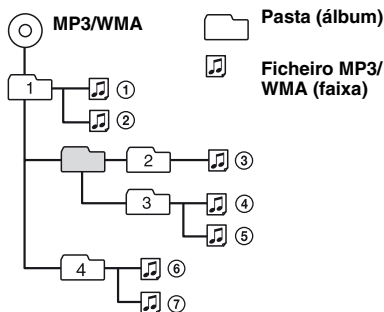 MP3/WMA
Pasta (álbum)
Ficheiro MP3/
WMA (faixa)
1
①
②
2
③
3
④
⑤
4
⑥
⑦